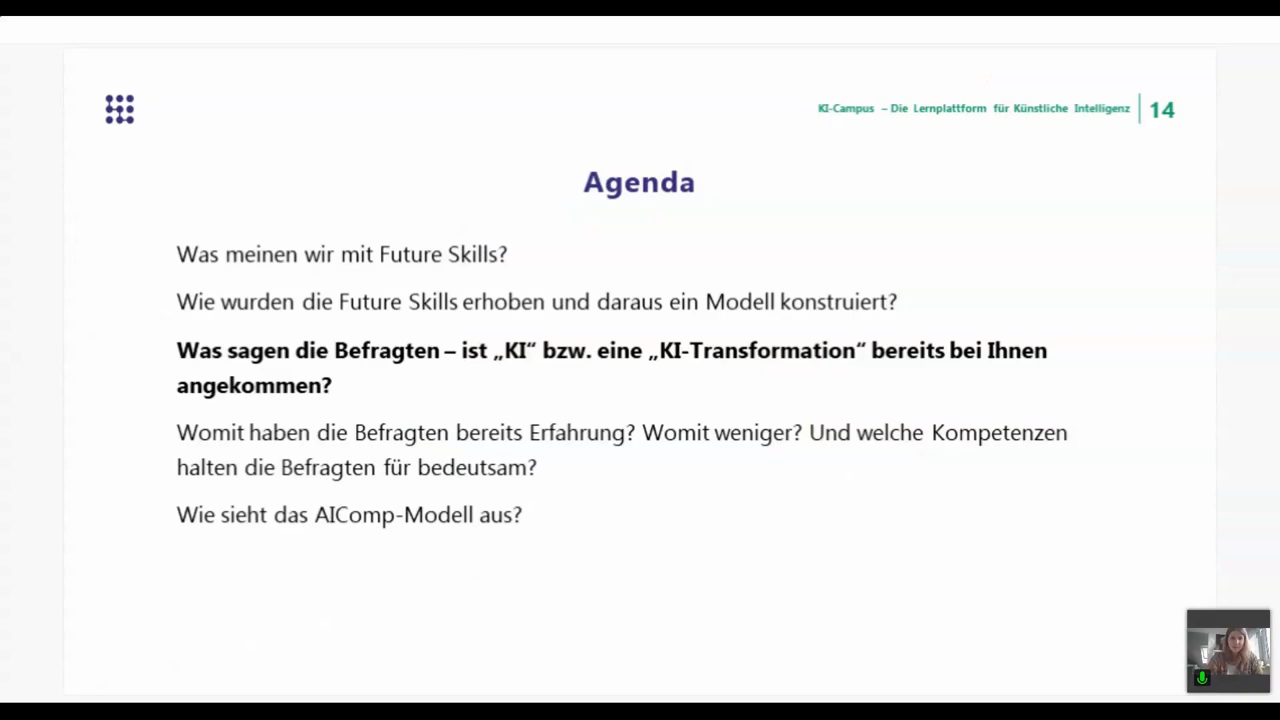 KI-Campus – Die Lernplattform für Künstliche Intelligenz 14
Agenda
Was meinen wir mit Future Skills?
Wie wurden die Future Skills erhoben und daraus ein Modell konstruiert?
Was sagen die Befragten – ist „KI“ bzw. eine „KI-Transformation“ bereits bei Ihnen
angekommen?
Womit haben die Befragten bereits Erfahrung? Womit weniger? Und welche Kompetenzen
halten die Befragten für bedeutsam?
Wie sieht das AIComp-Modell aus?